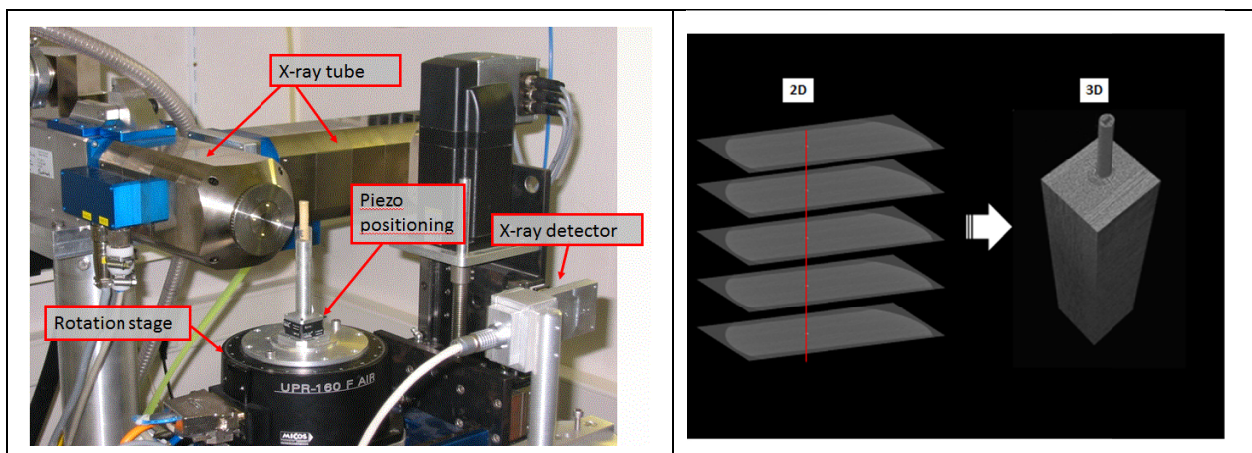 X-ray tube
Piezo
positioning
X-ray detector
Rotation stage
UPR-160 F AIR
MICOS
2D
3D